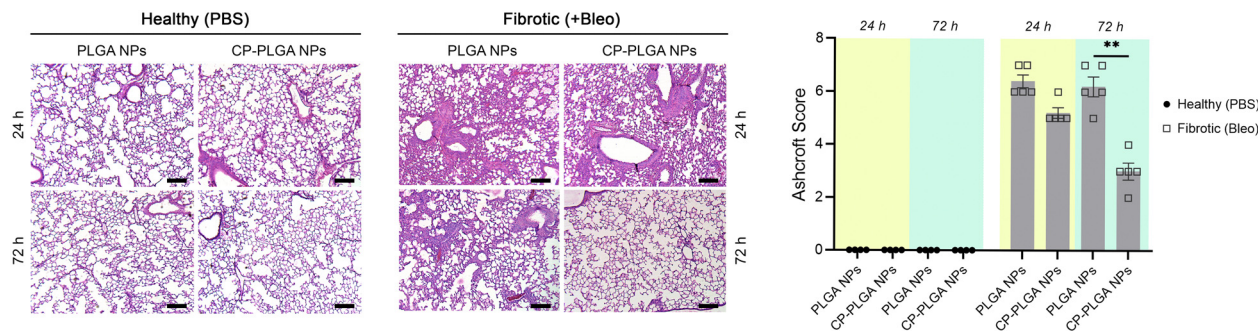 Healthy (PBS)
PLGA NPs CP-PLGA NPs
24 h
72 h
Fibrotic (+Bleo)
PLGA NPs CP-PLGA NPs
24 h
72 h
24 h 72 h 24 h 72 h
**
Ashcroft Score
8
6
4
2
0
PLGA NPs CP-PLGA NPs PLGA NPs CP-PLGA NPs PLGA NPs CP-PLGA NPs PLGA NPs CP-PLGA NPs
Healthy (PBS)
Fibrotic (Bleo)